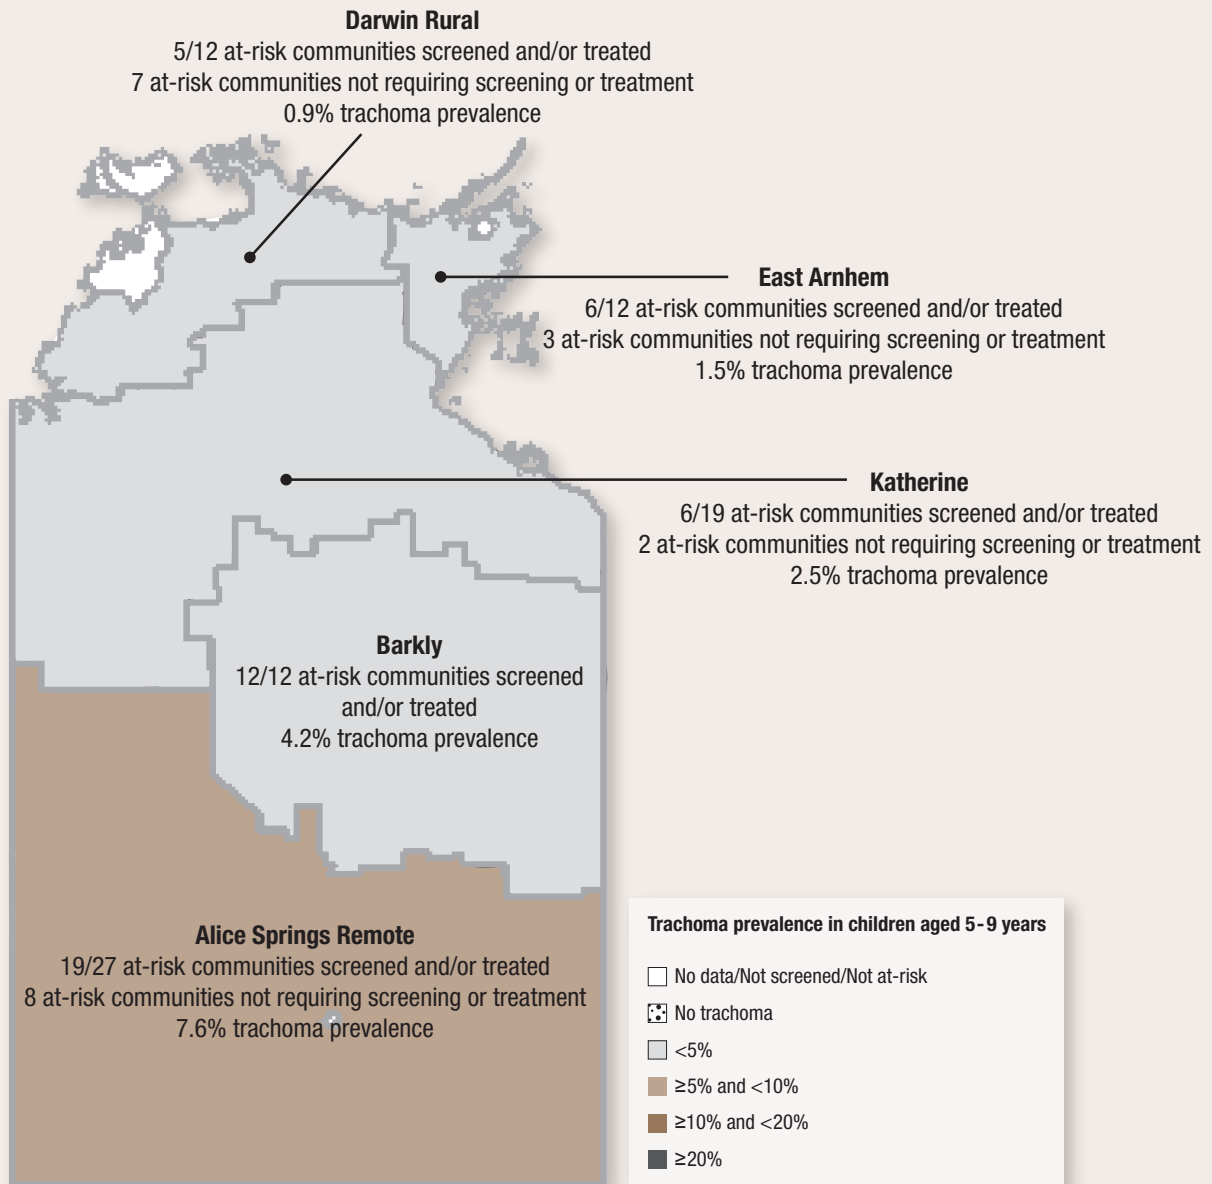 Darwin Rural
5/12 at-risk communities screened and/or treated
7 at-risk communities not requiring screening or treatment
0.9% trachoma prevalence
East Arnhem
6/12 at-risk communities screened and/or treated
3 at-risk communities not requiring screening or treatment
1.5% trachoma prevalence
Katherine
6/19 at-risk communities screened and/or treated
2 at-risk communities not requiring screening or treatment
2.5% trachoma prevalence
Barkly
12/12 at-risk communities screened
and/or treated
4.2% trachoma prevalence
Alice Springs Remote
19/27 at-risk communities screened and/or treated
8 at-risk communities not requiring screening or treatment
7.6% trachoma prevalence
Trachoma prevalence in children aged 5-9 years
No data/Not screened/Not at-risk
No trachoma
<5%
≥5% and <10%
≥10% and <20%
≥20%